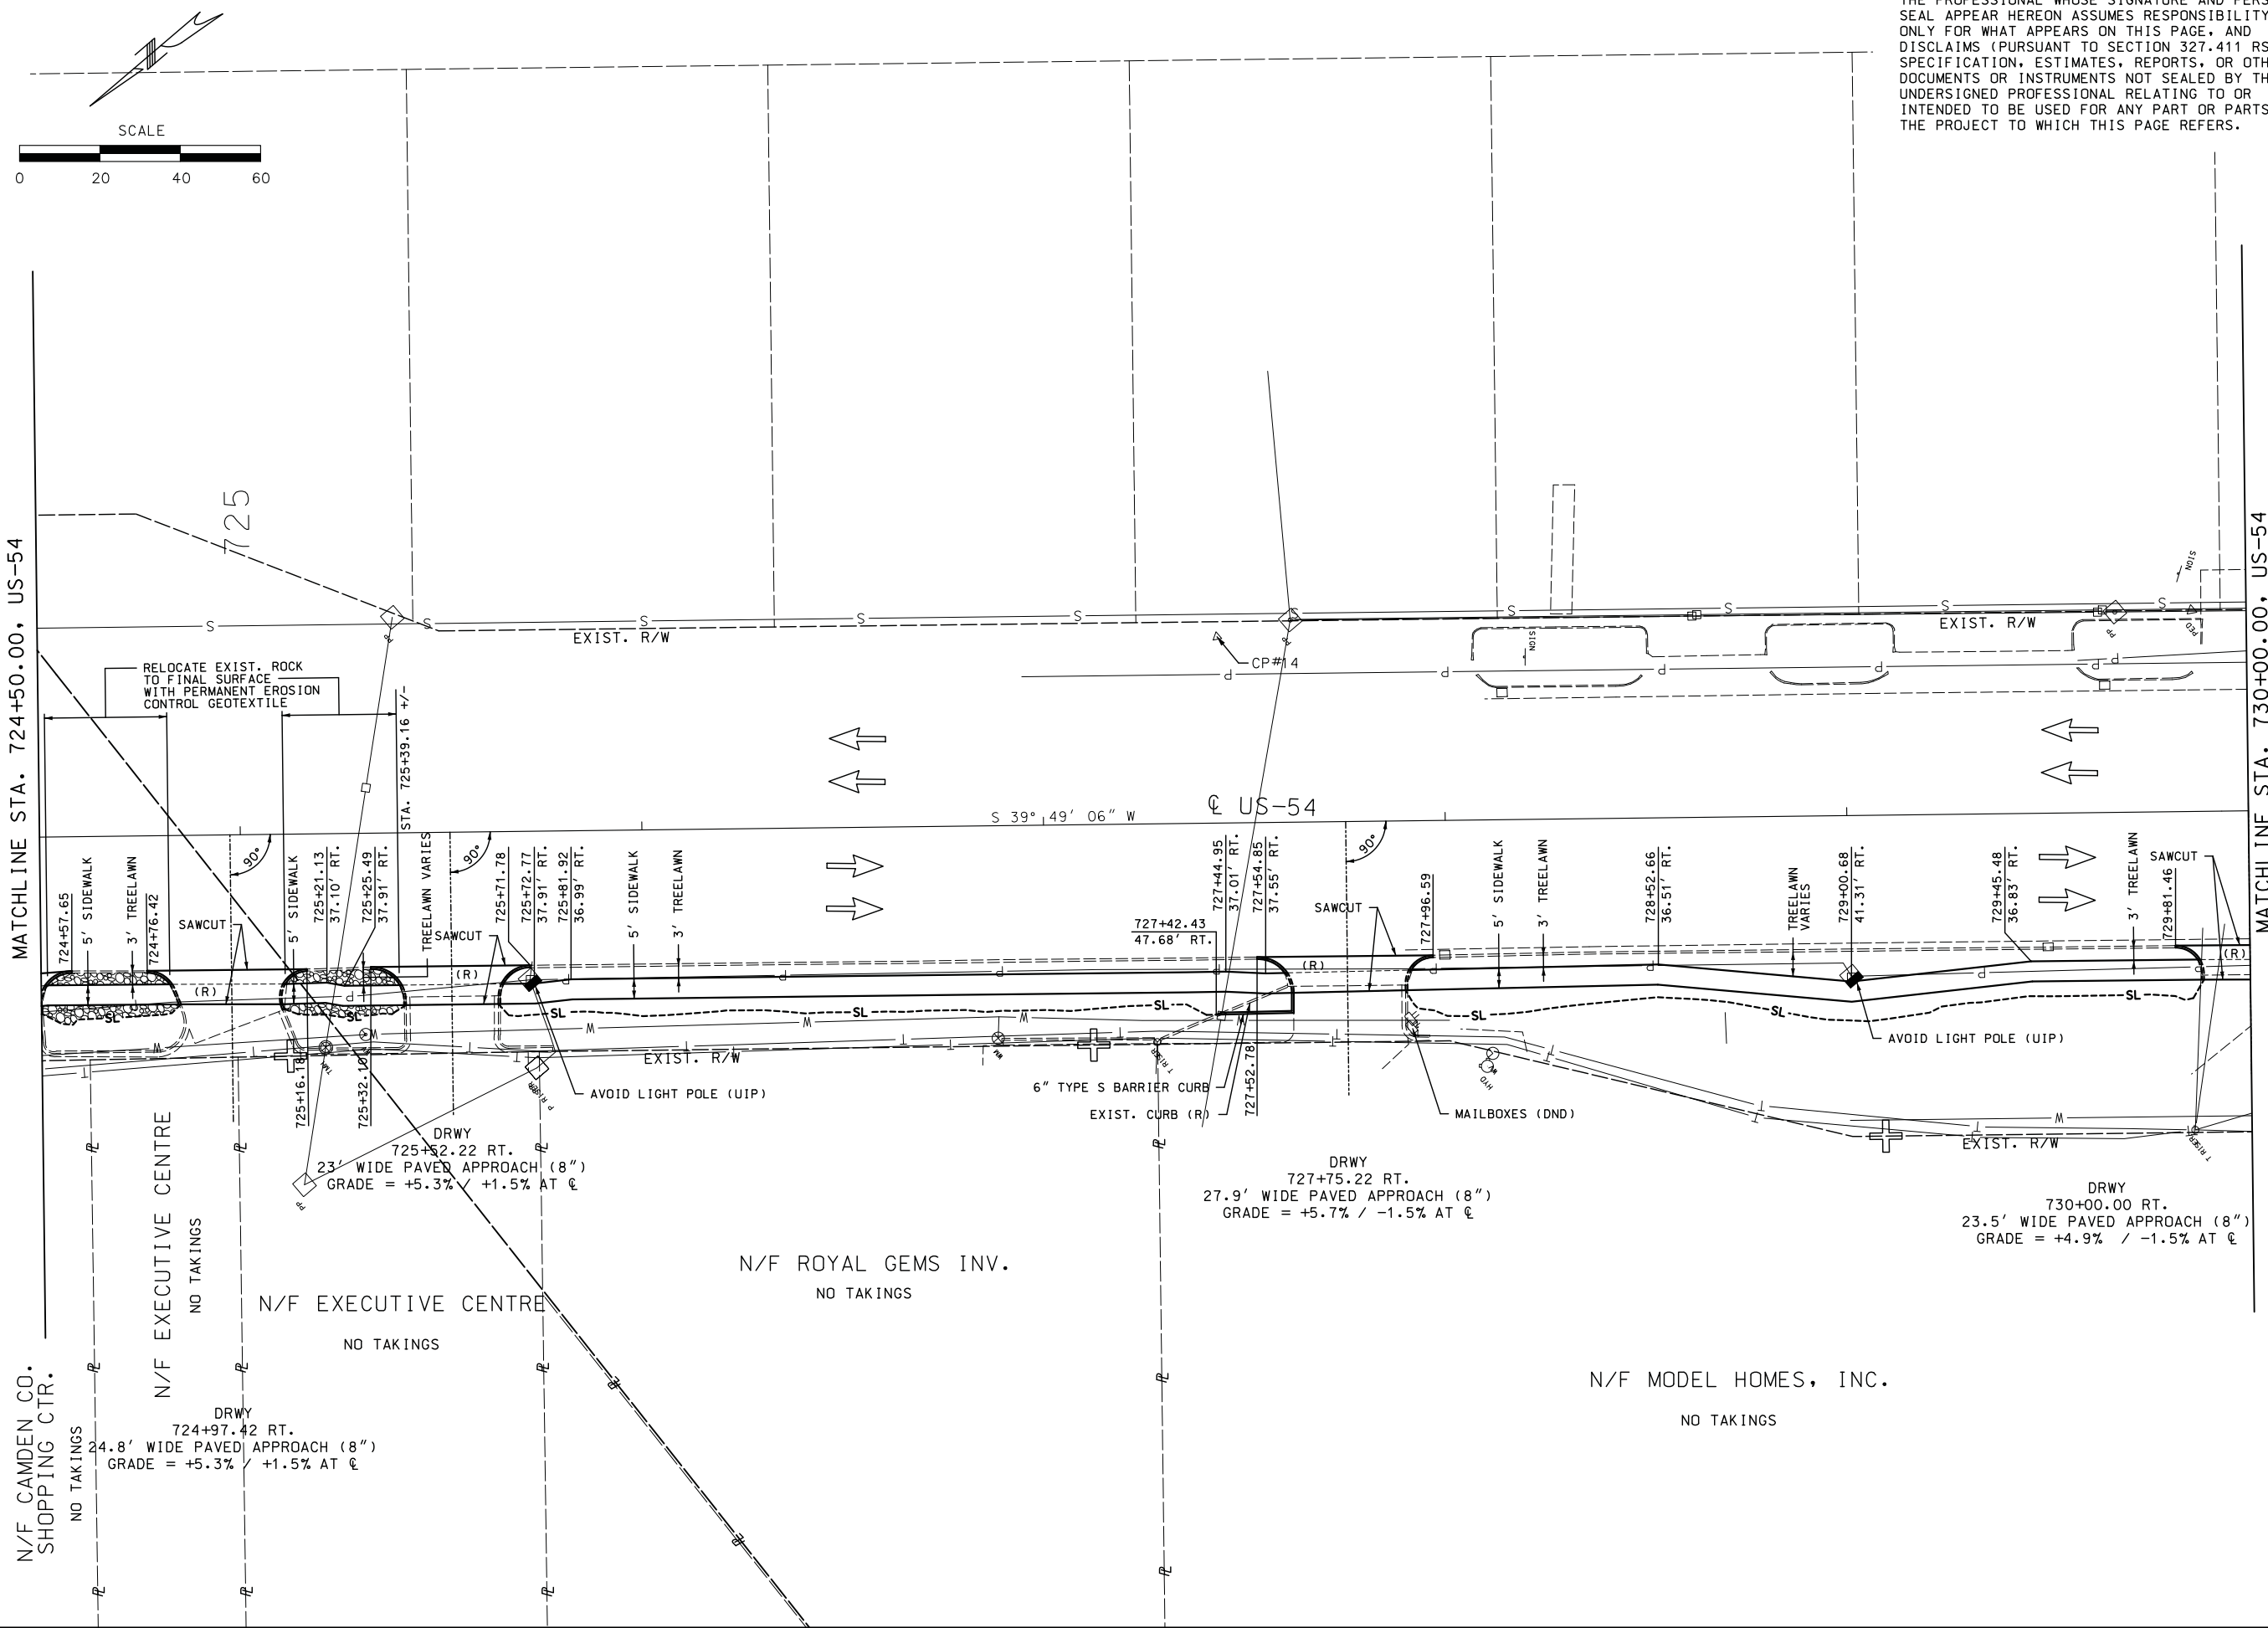 THE PROFESSIONAL WHOSE SIGNATURE AND
SEAL APPEAR HEREON ASSUMES RESPONSIBILITY
ONLY FOR WHAT APPEARS ON THIS PAGE, AND
DISCLAIMS (PURSUANT TO SECTION 327.411
SPECIFICATION, ESTIMATES, REPORTS, OR
DOCUMENTS OR INSTRUMENTS NOT SEALED BY
UNDERSIGNED PROFESSIONAL RELATING TO OR
INTENDED TO BE USED FOR ANY PART OR PARTS
THE PROJECT TO WHICH THIS PAGE REFERS.
N
SCALE
0 20 40 60
MATCHLINE STA. 724+50.00, US-54
MATCHLINE STA. 730+00.00, US-54
725
S S S S S S S S S S
EXIST. R/W
EXIST. R/W
PP
PP
PP
PED
SIGN
SIGN
CP#14
P P P P P P
RELOCATE EXIST. ROCK
TO FINAL SURFACE
WITH PERMANENT EROSION
CONTROL GEOTEXTILE
STA. 725+39.16 +/-
S 39° 49′ 06″ W
℄ US-54
90°
90°
90°
724+57.65
5′ SIDEWALK
3′ TREELAWN
724+76.42
SAWCUT
5′ SIDEWALK
725+21.13
37.10′ RT.
725+25.49
37.91′ RT.
TREELAWN VARIES
SAWCUT
725+71.78
725+72.77
37.91′ RT.
725+81.92
36.99′ RT.
5′ SIDEWALK
3′ TREELAWN
727+42.43
47.68′ RT.
727+44.95
37.01′ RT.
727+54.85
37.55′ RT.
SAWCUT
727+96.59
5′ SIDEWALK
3′ TREELAWN
728+52.66
36.51′ RT.
TREELAWN
VARIES
729+00.68
41.31′ RT.
729+45.48
36.83′ RT.
3′ TREELAWN
729+81.46
SAWCUT
(R)
(R)
(R)
(R)
SL SL SL SL SL SL SL SL
W W W W W W
T T T T T T T T T T
EXIST. R/W
WM
T RISER
P RISER
HYD
WV
T RISER
725+16.18
725+32.10
AVOID LIGHT POLE (UIP)
6″ TYPE S BARRIER CURB
EXIST. CURB (R)
727+52.78
MAILBOXES (DND)
AVOID LIGHT POLE (UIP)
EXIST. R/W
PP
DRWY
725+52.22 RT.
23′ WIDE PAVED APPROACH (8″)
GRADE = +5.3% / +1.5% AT ℄
DRWY
727+75.22 RT.
27.9′ WIDE PAVED APPROACH (8″)
GRADE = +5.7% / -1.5% AT ℄
DRWY
730+00.00 RT.
23.5′ WIDE PAVED APPROACH (8″)
GRADE = +4.9% / -1.5% AT ℄
N/F EXECUTIVE CENTRE
NO TAKINGS
N/F EXECUTIVE CENTRE
NO TAKINGS
N/F ROYAL GEMS INV.
NO TAKINGS
N/F MODEL HOMES, INC.
NO TAKINGS
N/F CAMDEN CO.
SHOPPING CTR.
NO TAKINGS
DRWY
724+97.42 RT.
24.8′ WIDE PAVED APPROACH (8″)
GRADE = +5.3% / +1.5% AT ℄